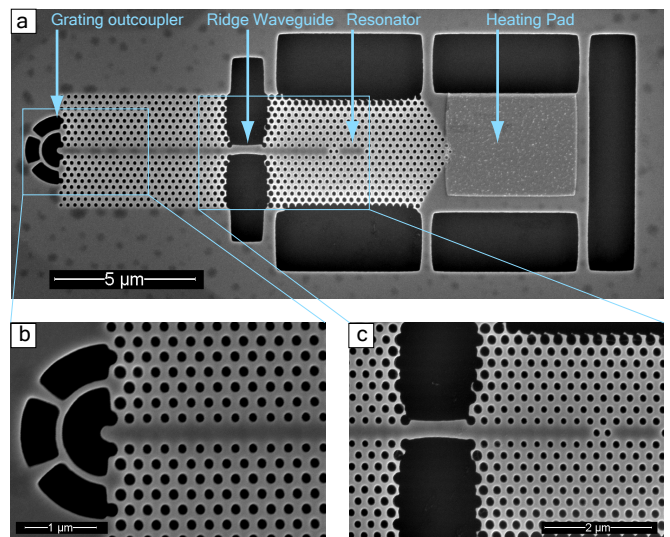 a
Grating outcoupler
Ridge Waveguide
Resonator
Heating Pad
5 µm
b
c
1 µm
2 µm